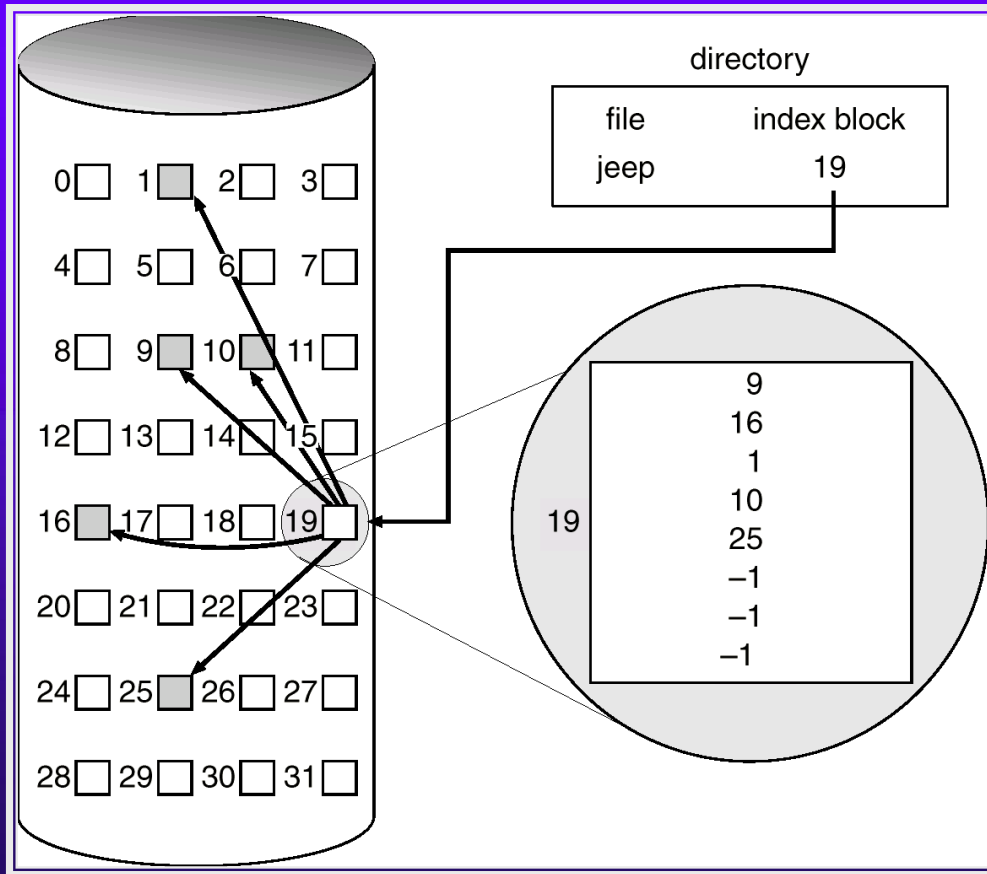 directory
file index block
jeep 19
0 1 2 3
4 5 6 7
8 9 10 11
12 13 14 15
16 17 18 19
20 21 22 23
24 25 26 27
28 29 30 31
19
9
16
1
10
25
–1
–1
–1